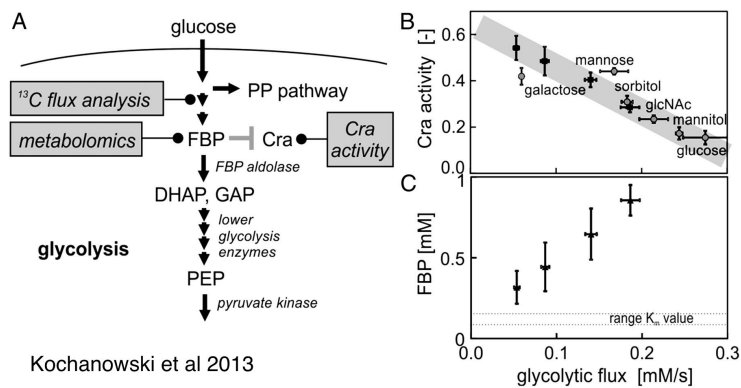 A
glucose
¹³C flux analysis
PP pathway
metabolomics
FBP
Cra
Cra
activity
FBP aldolase
DHAP, GAP
lower
glycolysis
enzymes
glycolysis
PEP
pyruvate kinase
Kochanowski et al 2013
B
Cra activity [-]
0.6
0.4
0.2
0.0
mannose
galactose
sorbitol
glcNAc
mannitol
glucose
C
FBP [mM]
1
0.5
0
range Kₘ value
0.0
0.1
0.2
0.3
glycolytic flux [mM/s]